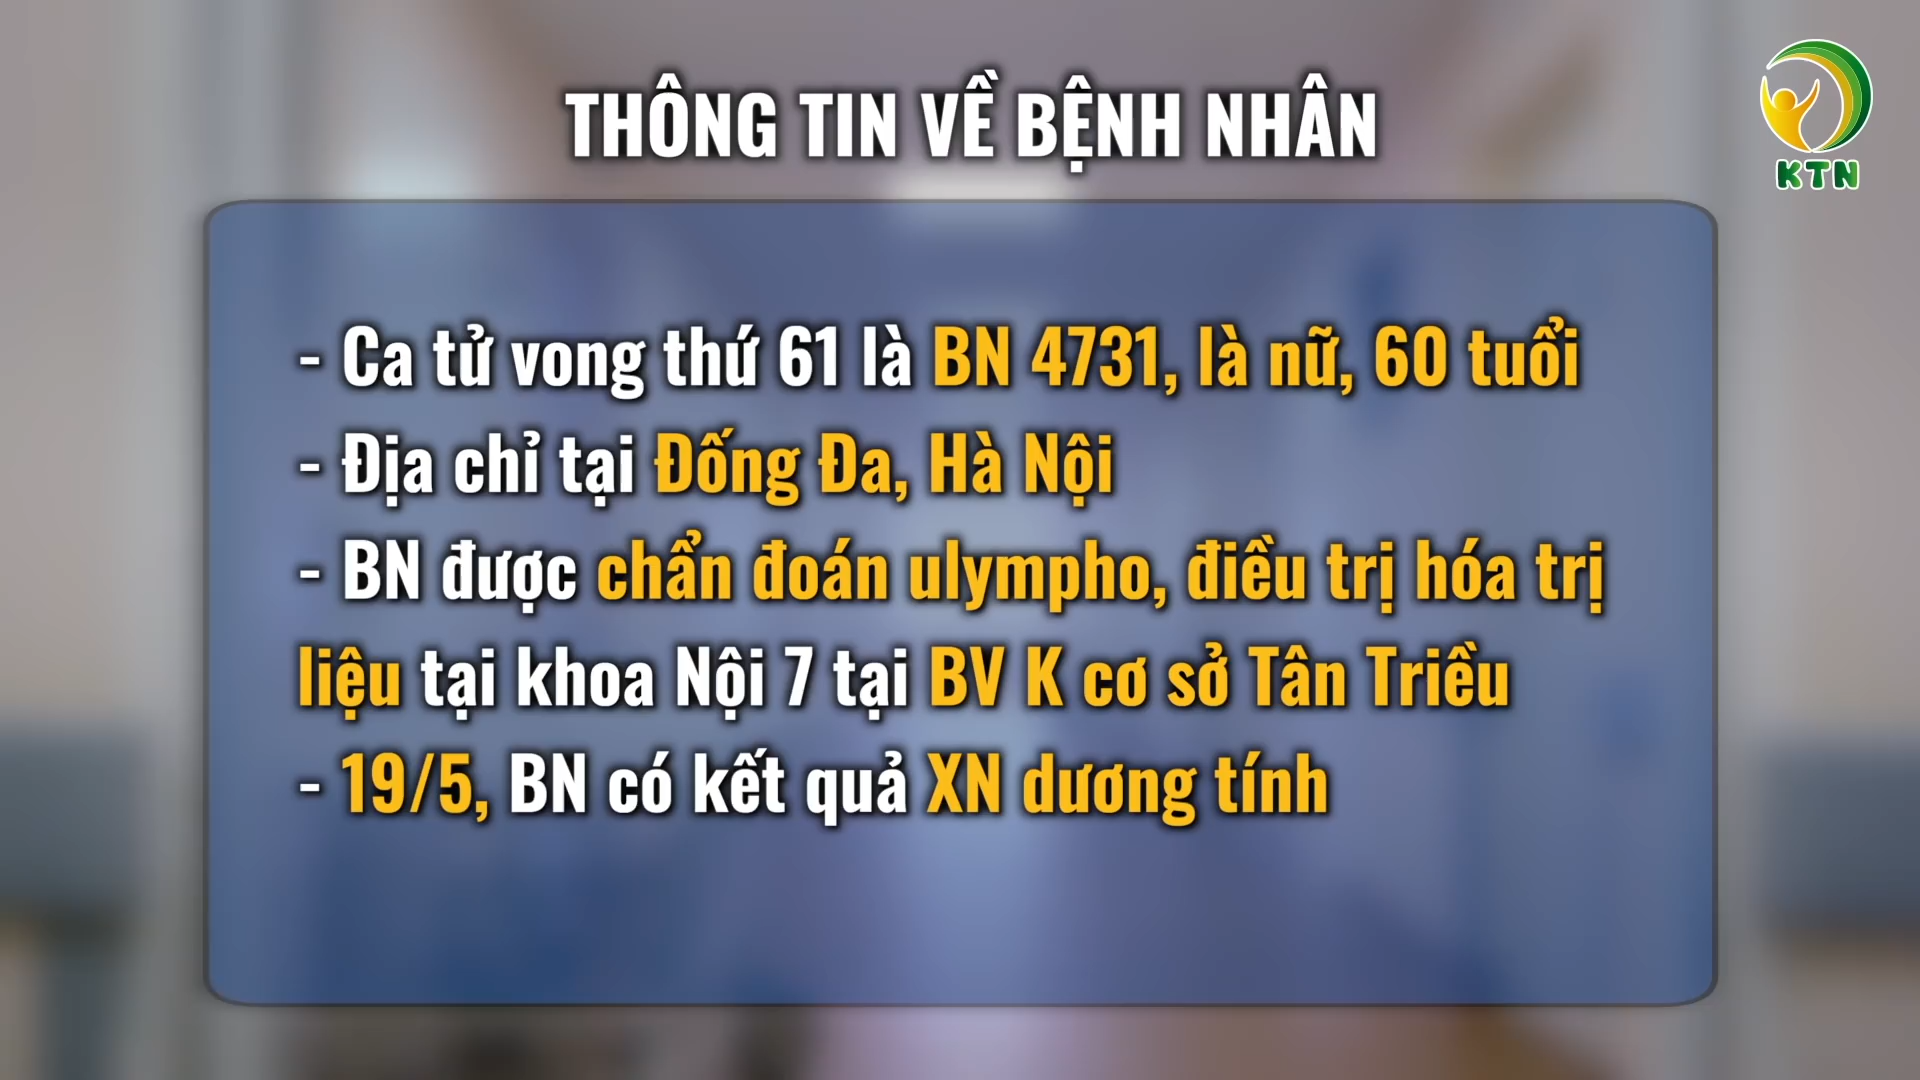 THÔNG TIN VỀ BỆNH NHÂN
KTN
- Ca tử vong thứ 61 là BN 4731, là nữ, 60 tuổi
- Địa chỉ tại Đống Đa, Hà Nội
- BN được chẩn đoán ulympho, điều trị hóa trị
liệu tại khoa Nội 7 tại BV K cơ sở Tân Triều
- 19/5, BN có kết quả XN dương tính